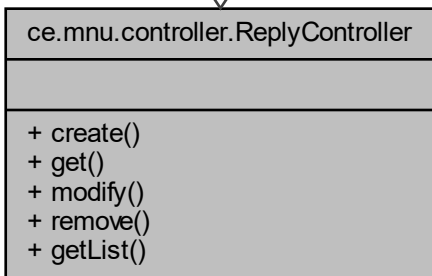 ce.mnu.controller.ReplyController
+ create()
+ get()
+ modify()
+ remove()
+ getList()